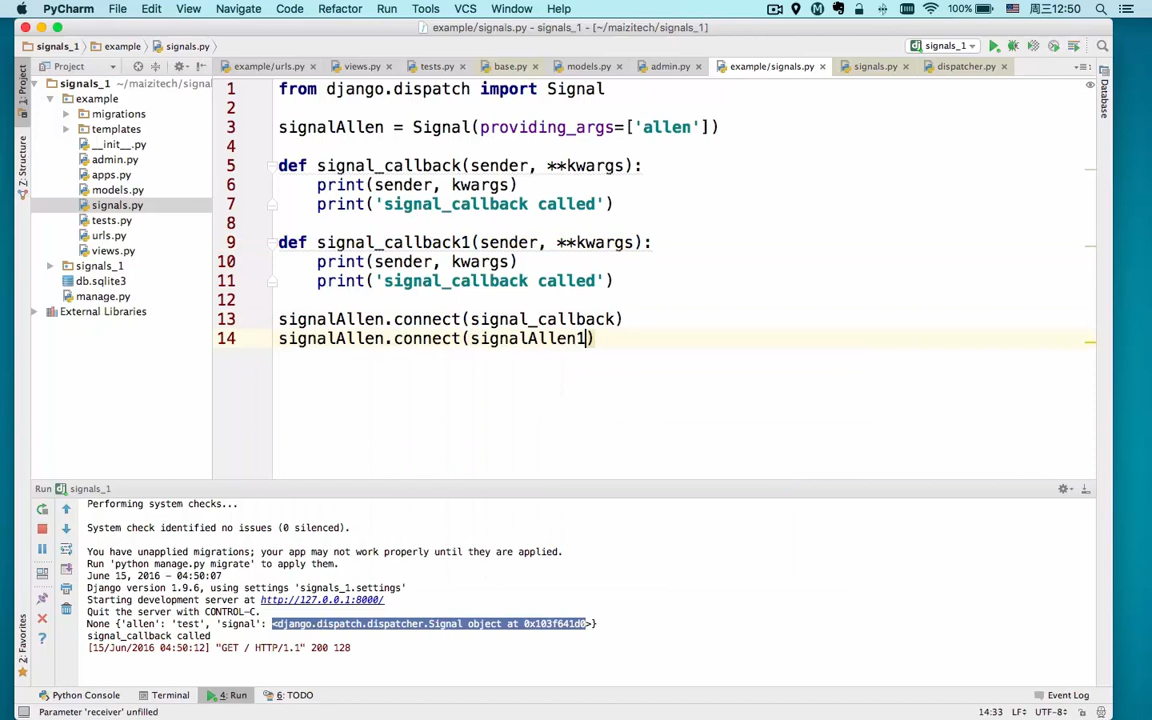 PyCharm File Edit View Navigate Code Refactor Run Tools VCS Window Help 100% 周三12:50
example/signals.py - signals_1 - [~/maizitech/signals_1]
signals_1 example signals.py signals_1
Project example/urls.py views.py tests.py base.py models.py admin.py example/signals.py signals.py dispatcher.py
1: Project
Z: Structure
2: Favorites
Database
signals_1 ~/maizitech/signal
example
migrations
templates
__init__.py
admin.py
apps.py
models.py
signals.py
tests.py
urls.py
views.py
signals_1
db.sqlite3
manage.py
External Libraries
1 from django.dispatch import Signal
2
3 signalAllen = Signal(providing_args=['allen'])
4
5 def signal_callback(sender, **kwargs):
6 print(sender, kwargs)
7 print('signal_callback called')
8
9 def signal_callback1(sender, **kwargs):
10 print(sender, kwargs)
11 print('signal_callback called')
12
13 signalAllen.connect(signal_callback)
14 signalAllen.connect(signalAllen1)
Run signals_1
Performing system checks...
System check identified no issues (0 silenced).
You have unapplied migrations; your app may not work properly until they are applied.
Run 'python manage.py migrate' to apply them.
June 15, 2016 - 04:50:07
Django version 1.9.6, using settings 'signals_1.settings'
Starting development server at http://127.0.0.1:8000/
Quit the server with CONTROL-C.
None {'allen': 'test', 'signal': <django.dispatch.dispatcher.Signal object at 0x103f641d0>}
signal_callback called
[15/Jun/2016 04:50:12] "GET / HTTP/1.1" 200 128
Python Console Terminal 4: Run 6: TODO Event Log
Parameter 'receiver' unfilled 14:33 LF÷ UTF-8÷